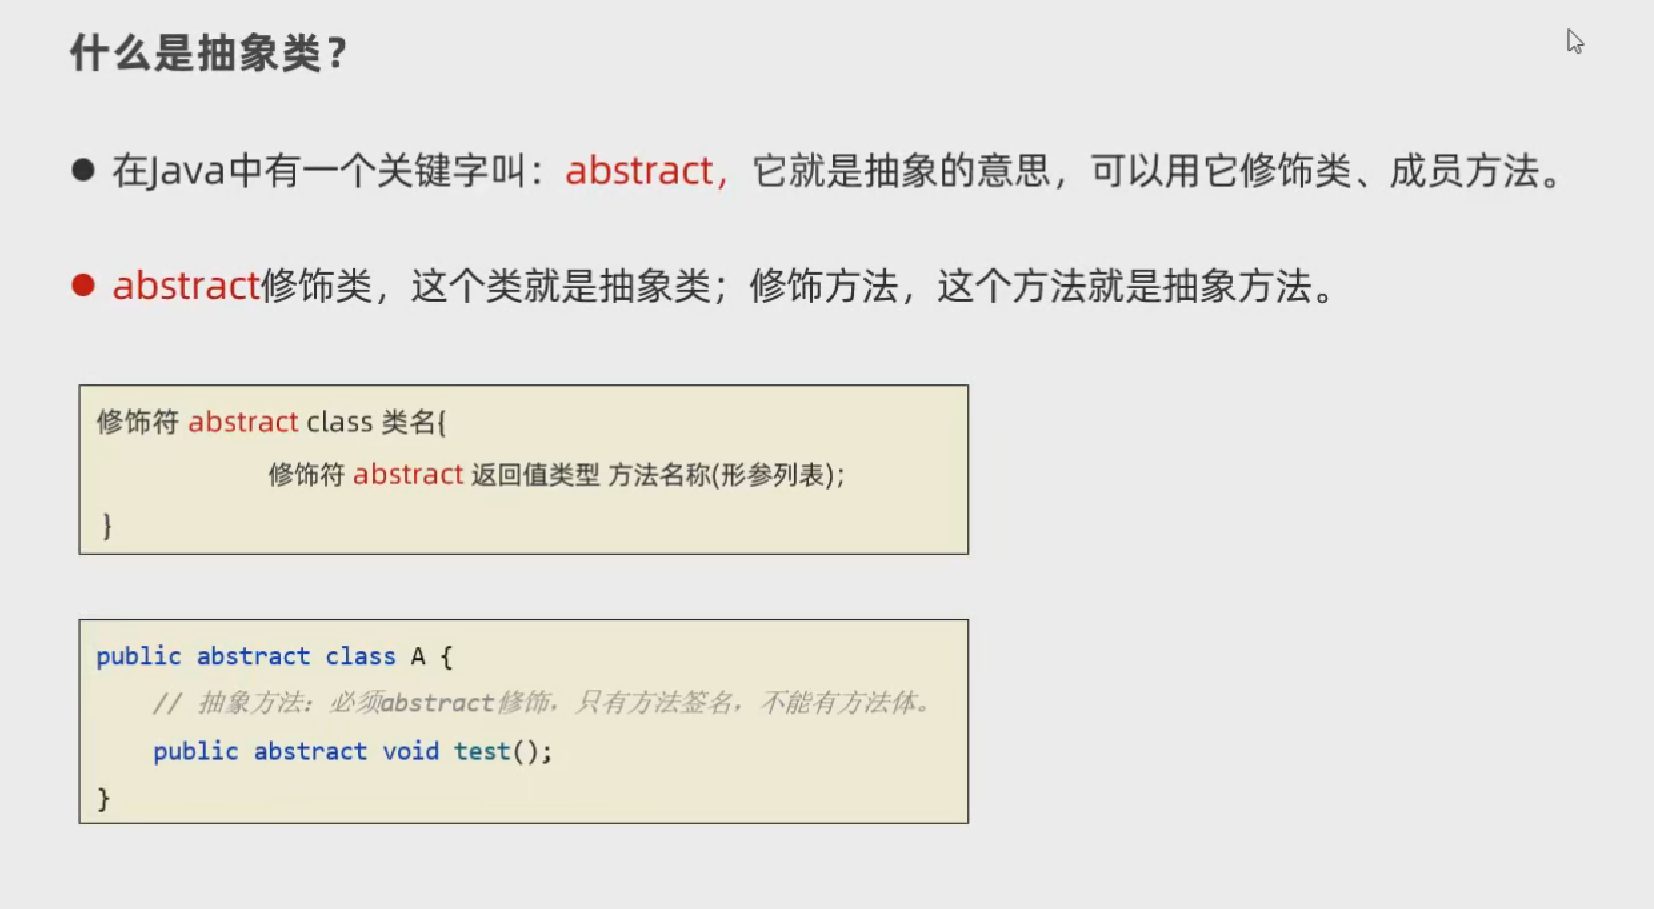 什么是抽象类？
在Java中有一个关键字叫：abstract，它就是抽象的意思，可以用它修饰类、成员方法。
abstract修饰类，这个类就是抽象类；修饰方法，这个方法就是抽象方法。
修饰符 abstract class 类名{
修饰符 abstract 返回值类型 方法名称(形参列表);
}
public abstract class A {
// 抽象方法：必须abstract修饰，只有方法签名，不能有方法体。
public abstract void test();
}